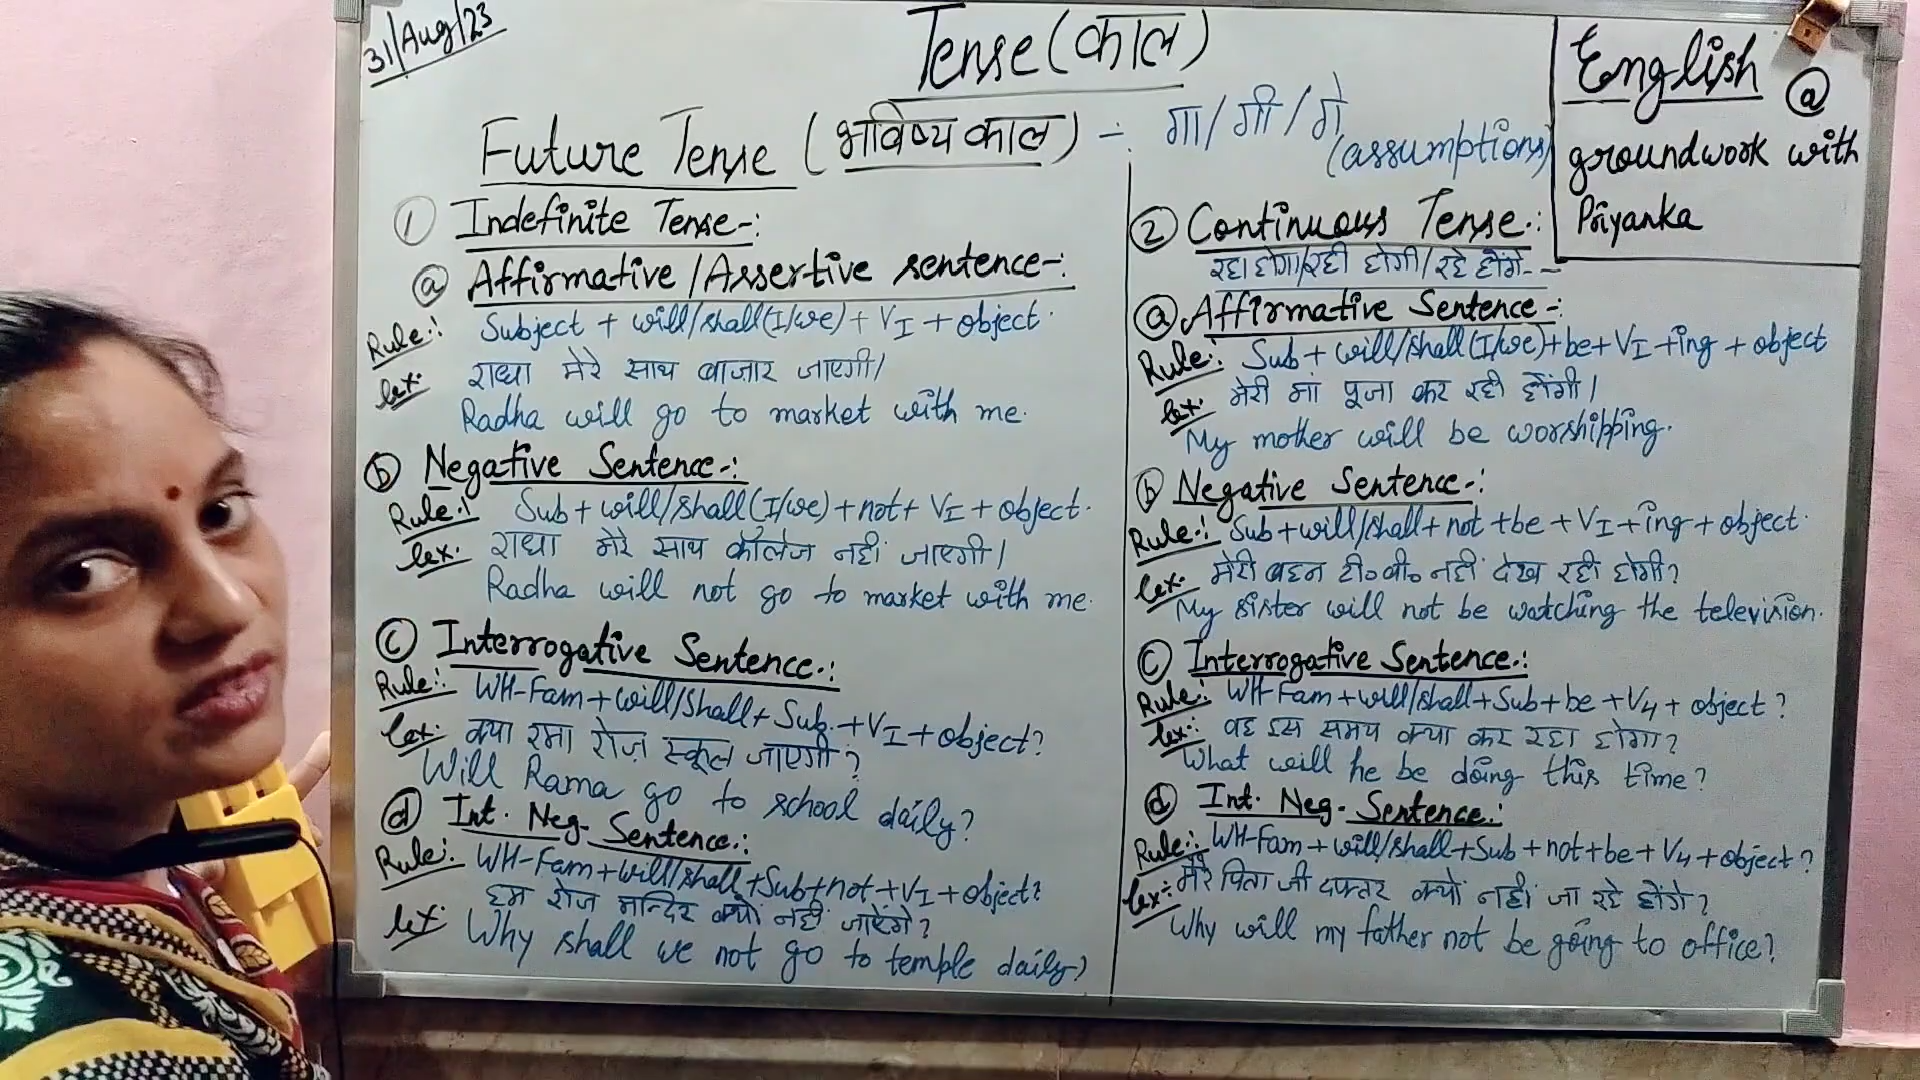 31/Aug/23
Tense (काल)
English @
groundwork with
Priyanka
Future Tense (भविष्य काल) - गा/गी/गे
(assumptions)
① Indefinite Tense-:
ⓐ Affirmative/Assertive sentence-:
Rule-: Subject + will/shall(I/we) + VI + object.
ex. राधा मेरे साथ बाजार जाएगी।
Radha will go to market with me.
ⓑ Negative Sentence-:
Rule-: Sub + will/shall(I/we) + not + VI + object.
ex. राधा मेरे साथ कॉलेज नहीं जाएगी।
Radha will not go to market with me.
ⓒ Interrogative Sentence-:
Rule-: WH-Fam + will/shall + Sub. + VI + object?
ex. क्या रमा रोज़ स्कूल जाएगी?
Will Rama go to school daily?
ⓓ Int. Neg. Sentence-:
Rule-: WH-Fam + will/shall + Sub + not + VI + object?
हम रोज मन्दिर क्यों नहीं जाऐंगे?
ex. Why shall we not go to temple daily?
② Continuous Tense-:
रहा होगा/रही होगी/रहे होंगे--
ⓐ Affirmative Sentence-:
Rule-: Sub + will/shall(I/we) + be + VI + ing + object
ex. मेरी मां पूजा कर रही होंगी।
My mother will be worshipping.
ⓑ Negative Sentence-:
Rule-: Sub + will/shall + not + be + VI + ing + object.
ex. मेरी बहन टी॰वी॰ नहीं देख रही होगी?
My sister will not be watching the television.
ⓒ Interrogative Sentence-:
Rule-: WH-Fam + will/shall + Sub + be + V4 + object?
ex-: वह इस समय क्या कर रहा होगा?
What will he be doing this time?
ⓓ Int. Neg. Sentence-:
Rule-: WH-Fam + will/shall + Sub + not + be + V4 + object?
ex-: मेरे पिता जी दफ्तर क्यों नहीं जा रहे होंगे?
Why will my father not be going to office?